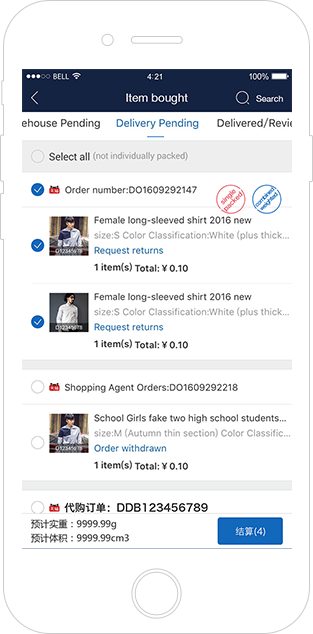 BELL 4:21 100%
Item bought Search
ehouse Pending Delivery Pending Delivered/Revie
Select all (not individually packed)
Order number:DO1609292147
single packed
combined weighted
Female long-sleeved shirt 2016 new
size:S Color Classification:White (plus thick...
Request returns
D12345678
1 item(s) Total: ¥ 0.10
Female long-sleeved shirt 2016 new
size:S Color Classification:White (plus thick...
Request returns
D12345678
1 item(s) Total: ¥ 0.10
Shopping Agent Orders:DO1609292218
School Girls fake two high school students...
size:M (Autumn thin section) Color Classific...
Order withdrawn
D12345678
1 item(s) Total: ¥ 0.10
代购订单：DDB123456789
预计实重：9999.99g
预计体积：9999.99cm3
结算(4)